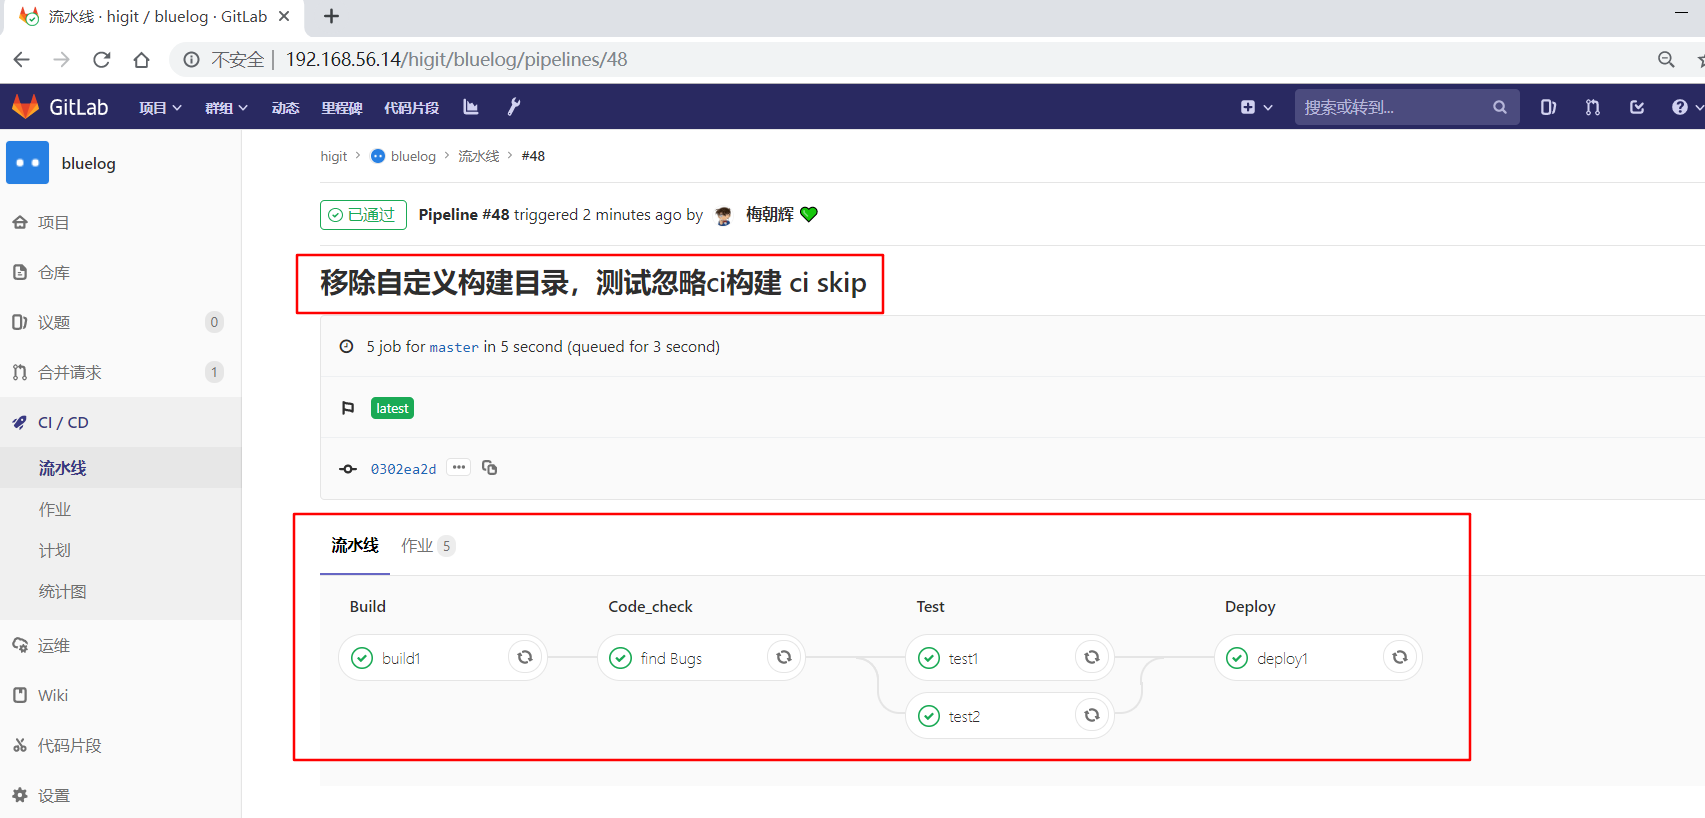 流水线 · higit / bluelog · GitLab
不安全 | 192.168.56.14/higit/bluelog/pipelines/48
GitLab 项目 群组 动态 里程碑 代码片段 搜索或转到...
bluelog
项目
仓库
议题 0
合并请求 1
CI / CD
流水线
作业
计划
统计图
运维
Wiki
代码片段
设置
higit > bluelog > 流水线 > #48
已通过 Pipeline #48 triggered 2 minutes ago by 梅朝辉
移除自定义构建目录，测试忽略ci构建 ci skip
5 job for master in 5 second (queued for 3 second)
latest
0302ea2d
流水线 作业 5
Build Code_check Test Deploy
build1 find Bugs test1 deploy1
test2